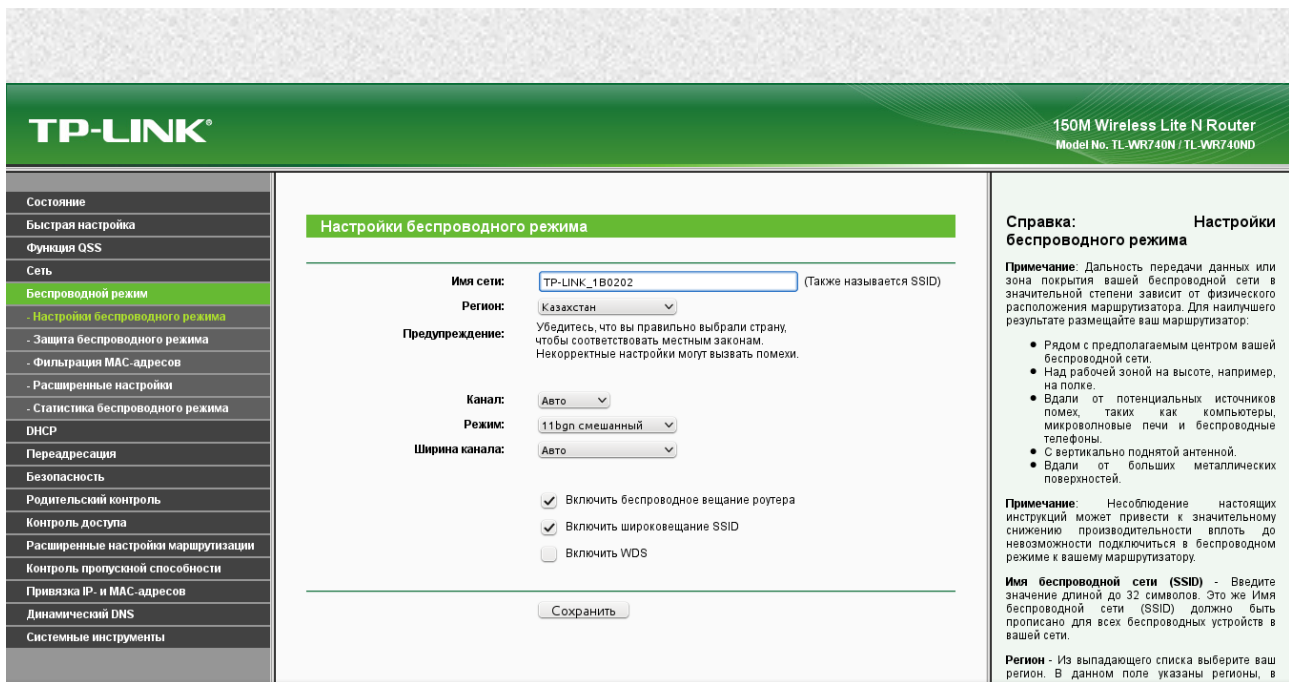 TP-LINK®
150M Wireless Lite N Router
Model No. TL-WR740N / TL-WR740ND
Состояние
Быстрая настройка
Функция QSS
Сеть
Беспроводной режим
- Настройки беспроводного режима
- Защита беспроводного режима
- Фильтрация MAC-адресов
- Расширенные настройки
- Статистика беспроводного режима
DHCP
Переадресация
Безопасность
Родительский контроль
Контроль доступа
Расширенные настройки маршрутизации
Контроль пропускной способности
Привязка IP- и MAC-адресов
Динамический DNS
Системные инструменты
Настройки беспроводного режима
Имя сети: TP-LINK_1B0202 (Также называется SSID)
Регион: Казахстан
Предупреждение: Убедитесь, что вы правильно выбрали страну,
чтобы соответствовать местным законам.
Некорректные настройки могут вызвать помехи.
Канал: Авто
Режим: 11bgn смешанный
Ширина канала: Авто
Включить беспроводное вещание роутера
Включить широковещание SSID
Включить WDS
Сохранить
Справка: Настройки
беспроводного режима
Примечание: Дальность передачи данных или
зона покрытия вашей беспроводной сети в
значительной степени зависит от физического
расположения маршрутизатора. Для наилучшего
результате размещайте ваш маршрутизатор:
● Рядом с предполагаемым центром вашей
беспроводной сети.
● Над рабочей зоной на высоте, например,
на полке.
● Вдали от потенциальных источников
помех, таких как компьютеры,
микроволновые печи и беспроводные
телефоны.
● С вертикально поднятой антенной.
● Вдали от больших металлических
поверхностей.
Примечание: Несоблюдение настоящих
инструкций может привести к значительному
снижению производительности вплоть до
невозможности подключиться в беспроводном
режиме к вашему маршрутизатору.
Имя беспроводной сети (SSID) - Введите
значение длиной до 32 символов. Это же Имя
беспроводной сети (SSID) должно быть
прописано для всех беспроводных устройств в
вашей сети.
Регион - Из выпадающего списка выберите ваш
регион. В данном поле указаны регионы, в